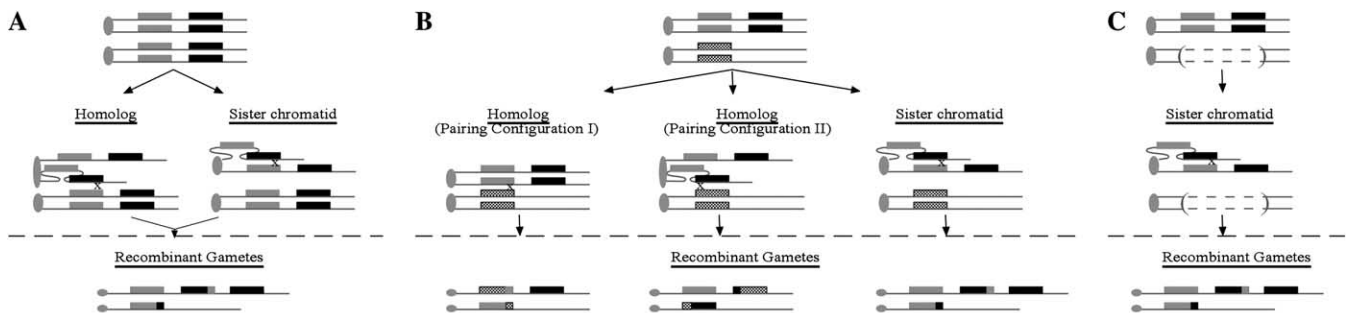 A
B
C
Homolog
Sister chromatid
Homolog
(Pairing Configuration I)
Homolog
(Pairing Configuration II)
Sister chromatid
Sister chromatid
X
X
X
X
X
X
Recombinant Gametes
Recombinant Gametes
Recombinant Gametes